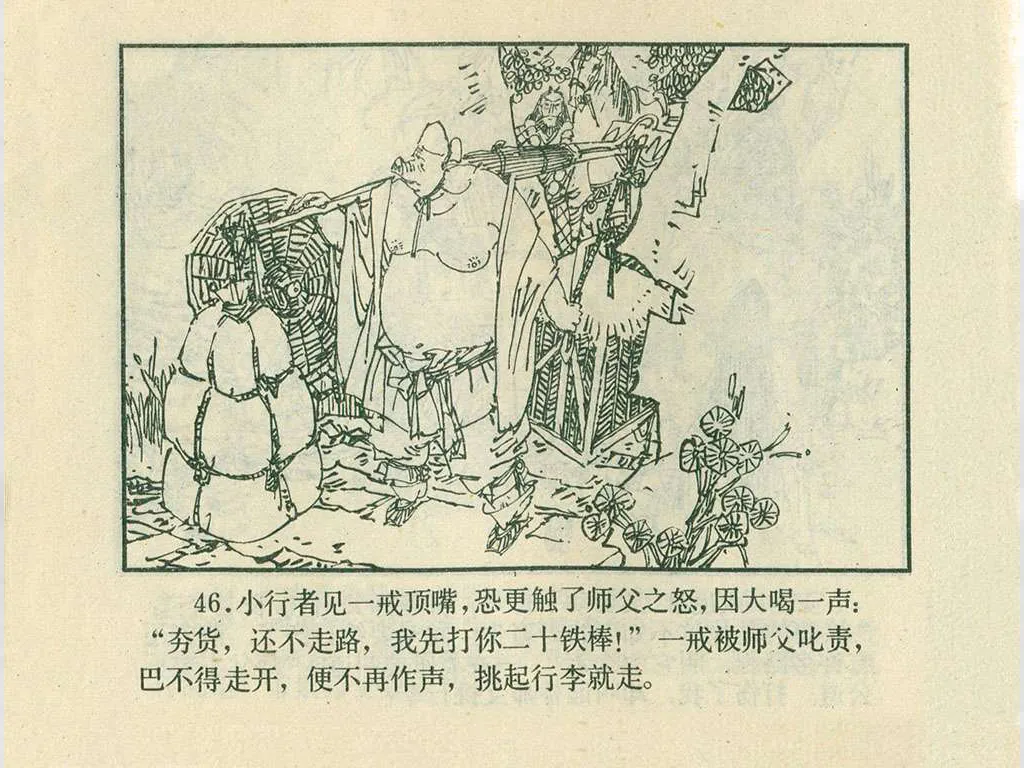 46.小行者见一戒顶嘴,恐更触了师父之怒,因大喝一声:
“夯货,还不走路,我先打你二十铁棒!”一戒被师父叱责,
巴不得走开,便不再作声,挑起行李就走。